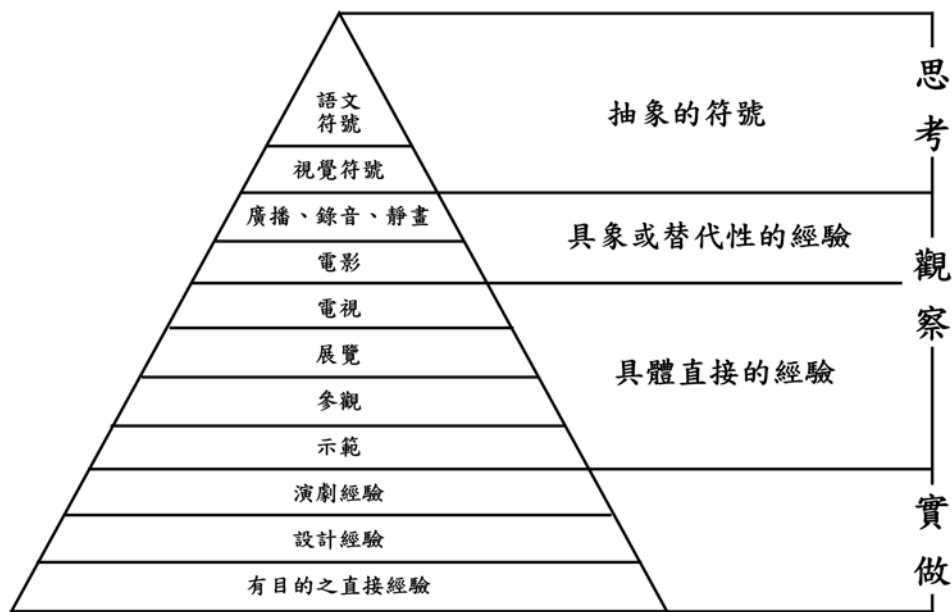 語文
符號
視覺符號
廣播、錄音、靜畫
電影
電視
展覽
參觀
示範
演劇經驗
設計經驗
有目的之直接經驗
抽象的符號
具象或替代性的經驗
具體直接的經驗
思考
觀察
實做